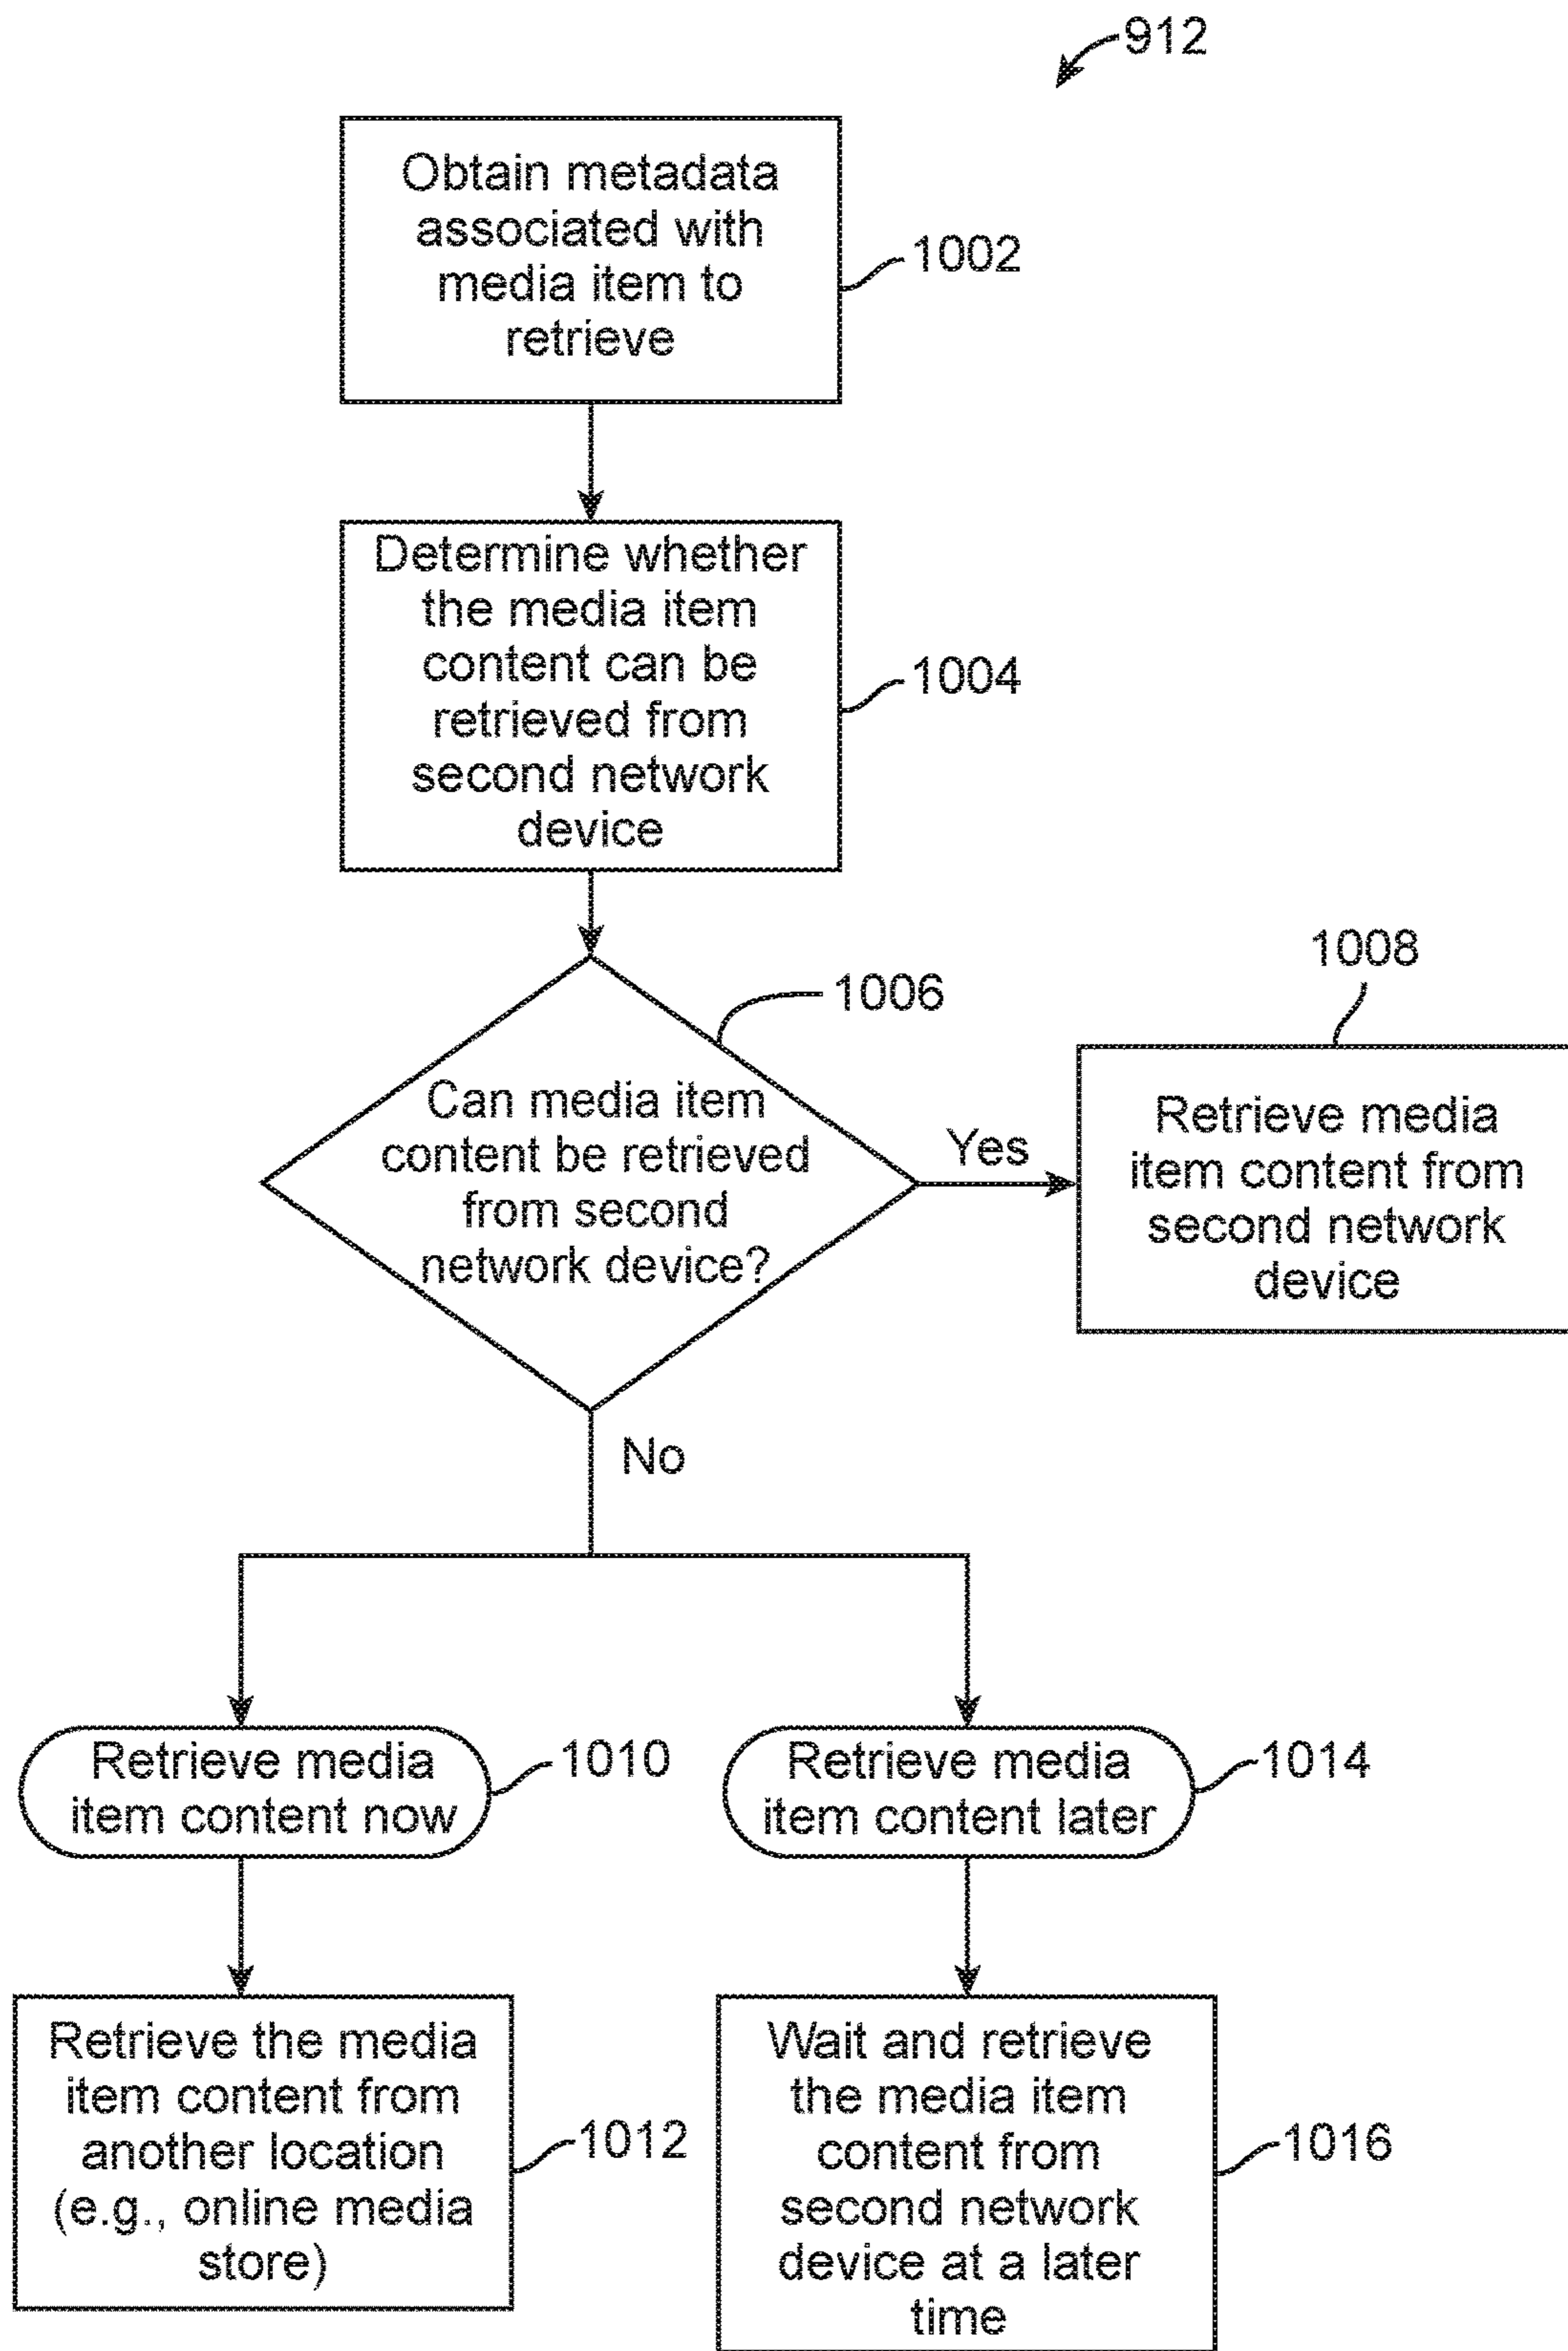 912
Obtain metadata
associated with
media item to
retrieve
1002
Determine whether
the media item
content can be
retrieved from
second network
device
1004
1006
Can media item
content be retrieved
from second
network device?
Yes
1008
Retrieve media
item content from
second network
device
No
Retrieve media
item content now
1010
Retrieve media
item content later
1014
Retrieve the media
item content from
another location
(e.g., online media
store)
1012
Wait and retrieve
the media item
content from
second network
device at a later
time
1016